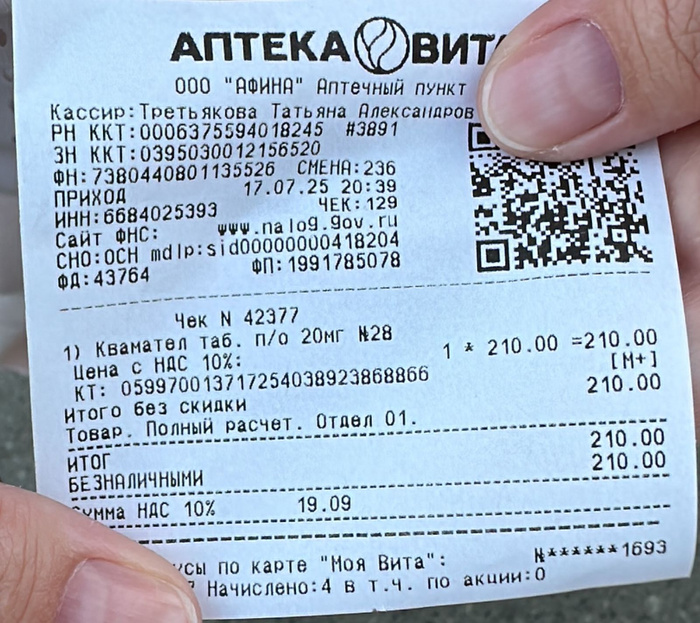 АПТЕКА ВИТ
ООО "АФИНА" Аптечный пункт
Кассир:Третьякова Татьяна Александров
РН ККТ:0006375594018245 #3891
ЗН ККТ:0395030012156520
ФН:7380440801135526 СМЕНА:236
ПРИХОД 17.07.25 20:39
ИНН:6684025393 ЧЕК:129
Сайт ФНС: www.nalog.gov.ru
СНО:ОСН mdlp:sid00000000418204
ФД:43764 ФП:1991785078
Чек N 42377
1) Квамател таб. п/о 20мг №28
1 * 210.00 =210.00
Цена с НДС 10%: [М+]
КТ: 05997001371725403892386886​6
210.00
Итого без скидки
Товар. Полный расчет. Отдел 01.
ИТОГ 210.00
БЕЗНАЛИЧНЫМИ 210.00
Сумма НДС 10% 19.09
по карте "Моя Вита": N******1693
Начислено:4 в т.ч. по акции:0